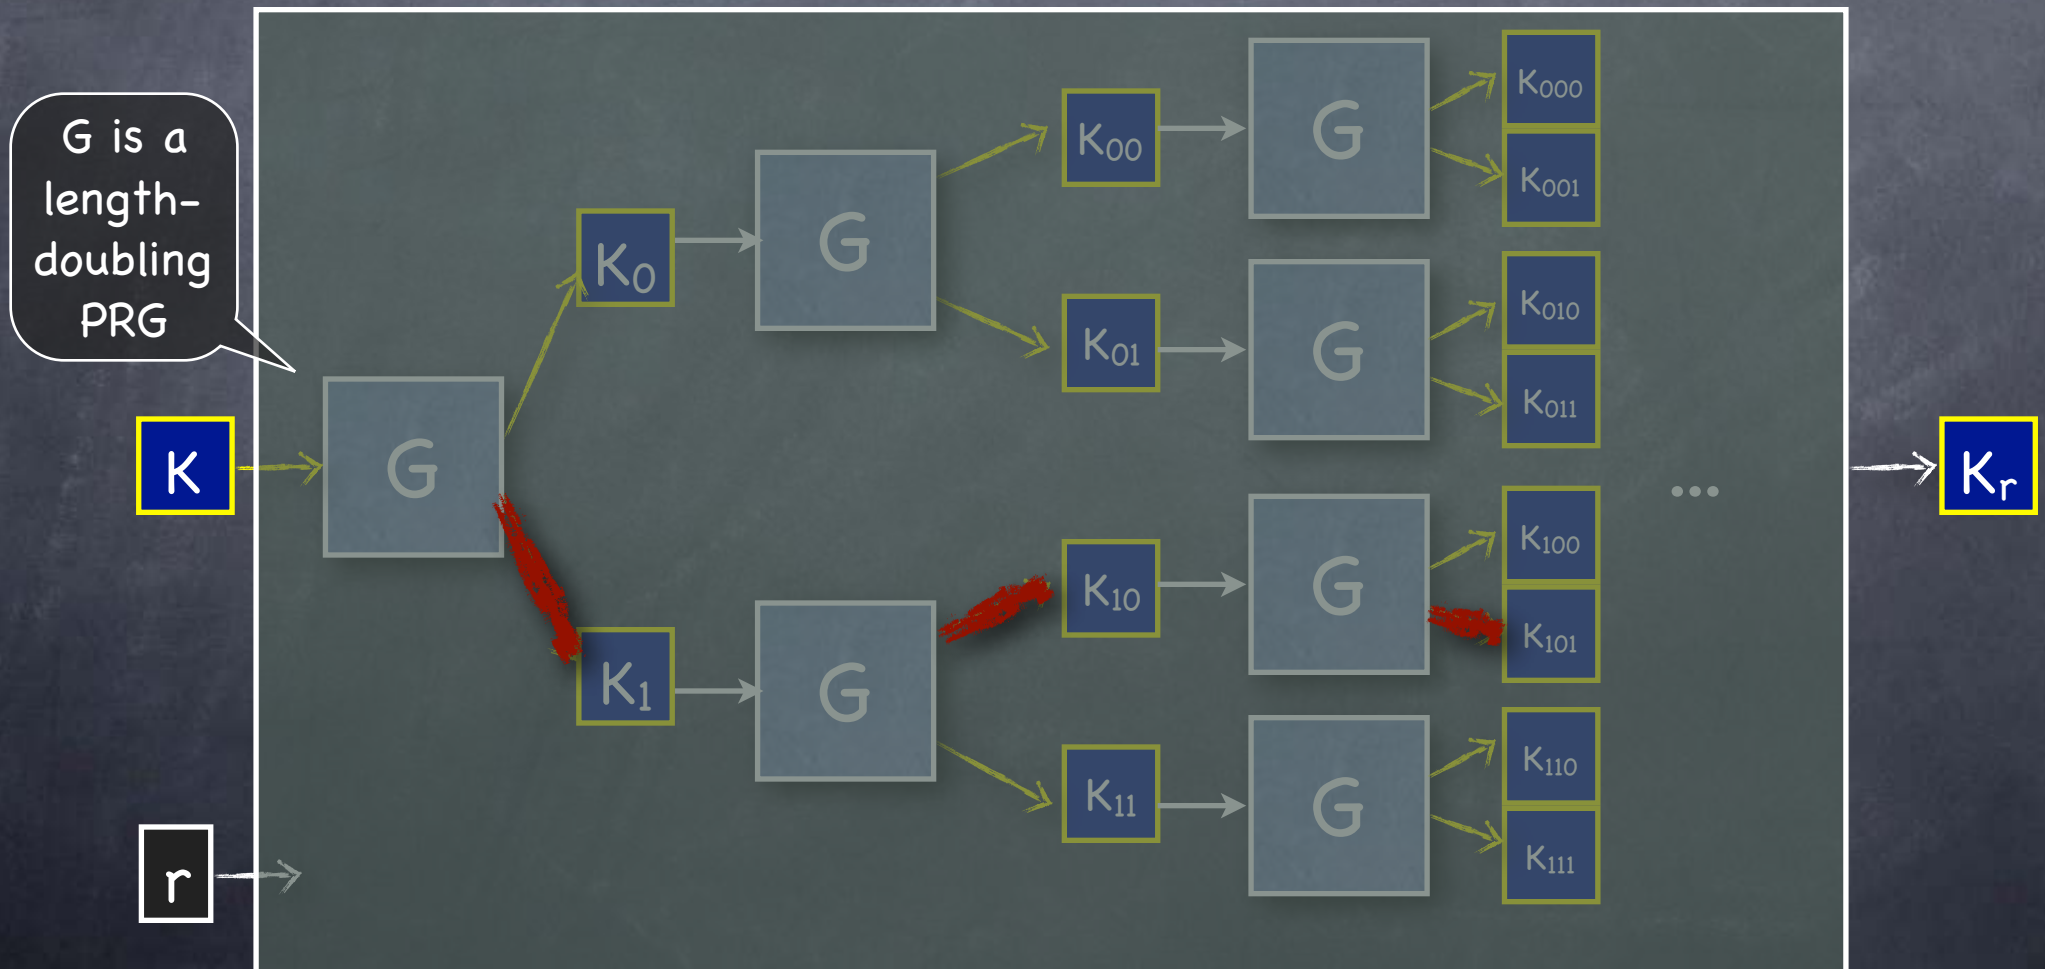 G is a
length-
doubling
PRG
K
r
G
K0
K1
G
G
K00
K01
K10
K11
G
G
G
G
K000
K001
K010
K011
K100
K101
K110
K111
...
Kr